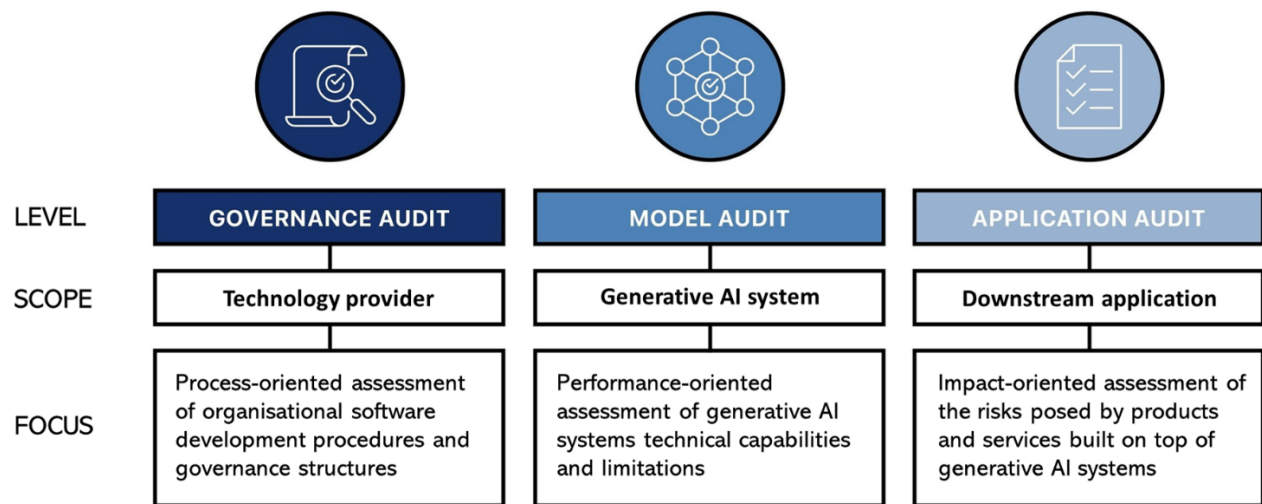 LEVEL
GOVERNANCE AUDIT
MODEL AUDIT
APPLICATION AUDIT
SCOPE
Technology provider
Generative AI system
Downstream application
FOCUS
Process-oriented assessment
of organisational software
development procedures and
governance structures
Performance-oriented
assessment of generative AI
systems technical capabilities
and limitations
Impact-oriented assessment of
the risks posed by products
and services built on top of
generative AI systems